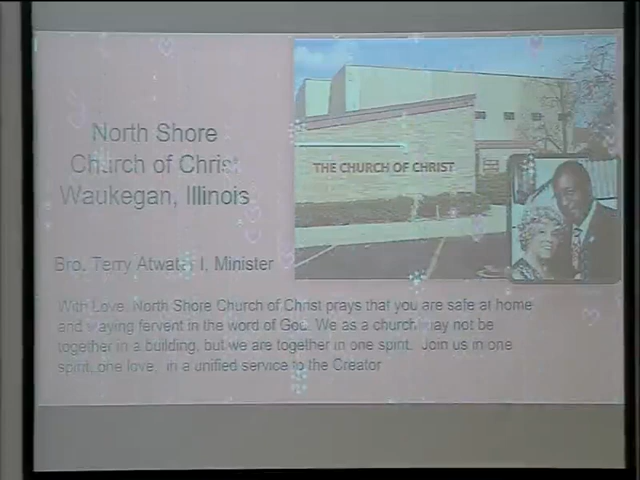 North Shore
Church of Christ
Waukegan, Illinois
THE CHURCH OF CHRIST
Bro. Terry Atwater I. Minister
With Love, North Shore Church of Christ prays that you are safe at home
and staying fervent in the word of God. We as a church may not be
together in a building, but we are together in one spirit. Join us in one
spirit, one love, in a unified service to the Creator